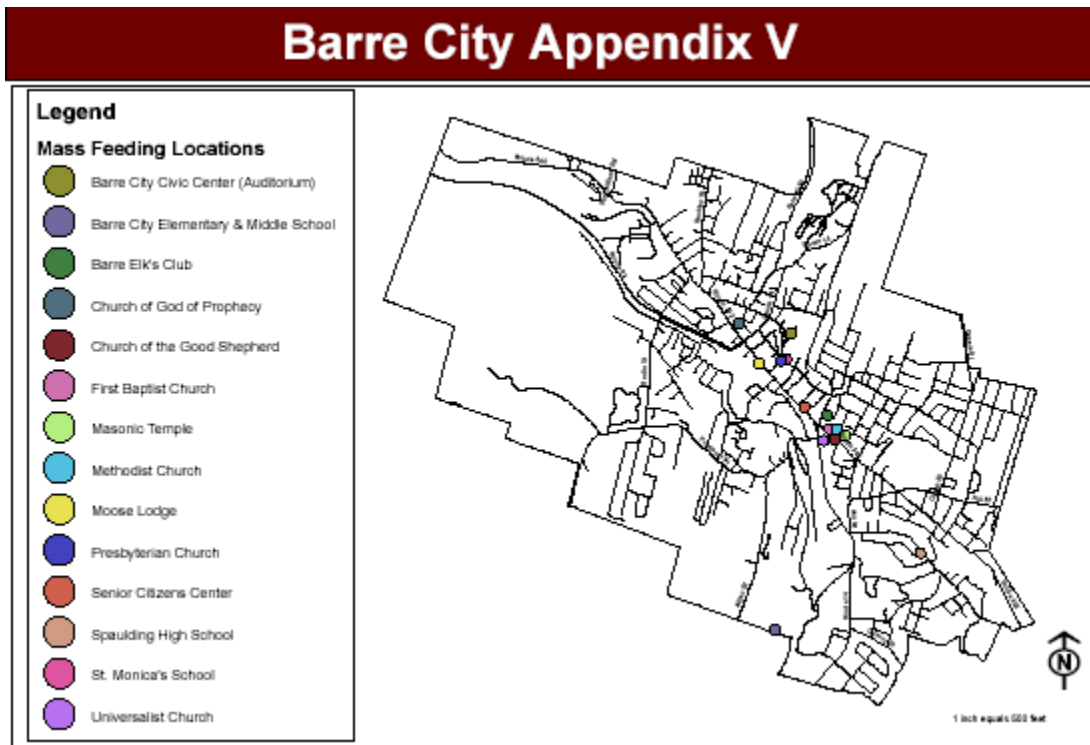 Barre City Appendix V
Legend
Mass Feeding Locations
Barre City Civic Center (Auditorium)
Barre City Elementary & Middle School
Barre Elk's Club
Church of God of Prophecy
Church of the Good Shepherd
First Baptist Church
Masonic Temple
Methodist Church
Moose Lodge
Presbyterian Church
Senior Citizens Center
Spaulding High School
St. Monica's School
Universalist Church
N
1 inch equals 500 feet